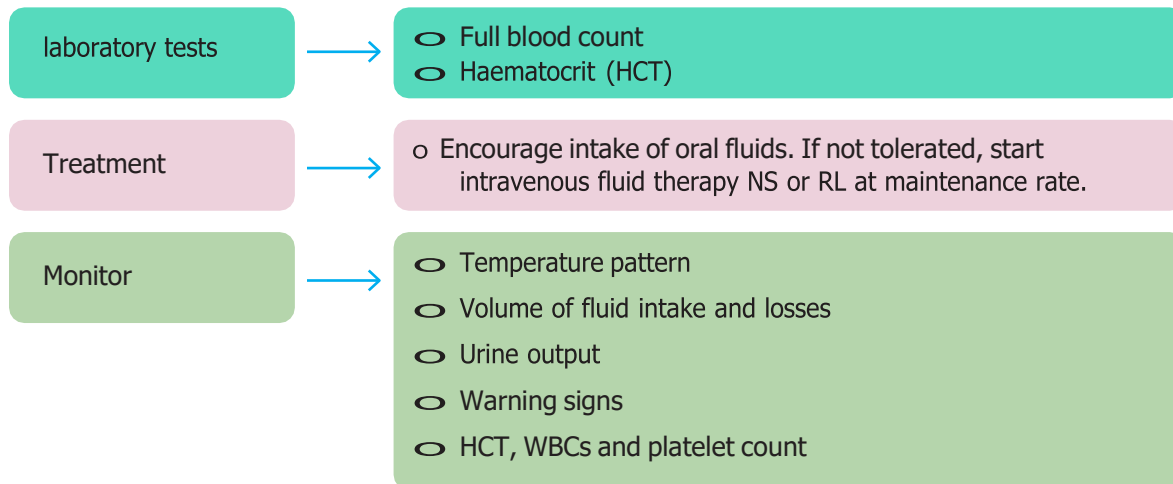 laboratory tests
o Full blood count
o Haematocrit (HCT)
Treatment
o Encourage intake of oral fluids. If not tolerated, start
intravenous fluid therapy NS or RL at maintenance rate.
Monitor
o Temperature pattern
o Volume of fluid intake and losses
o Urine output
o Warning signs
o HCT, WBCs and platelet count